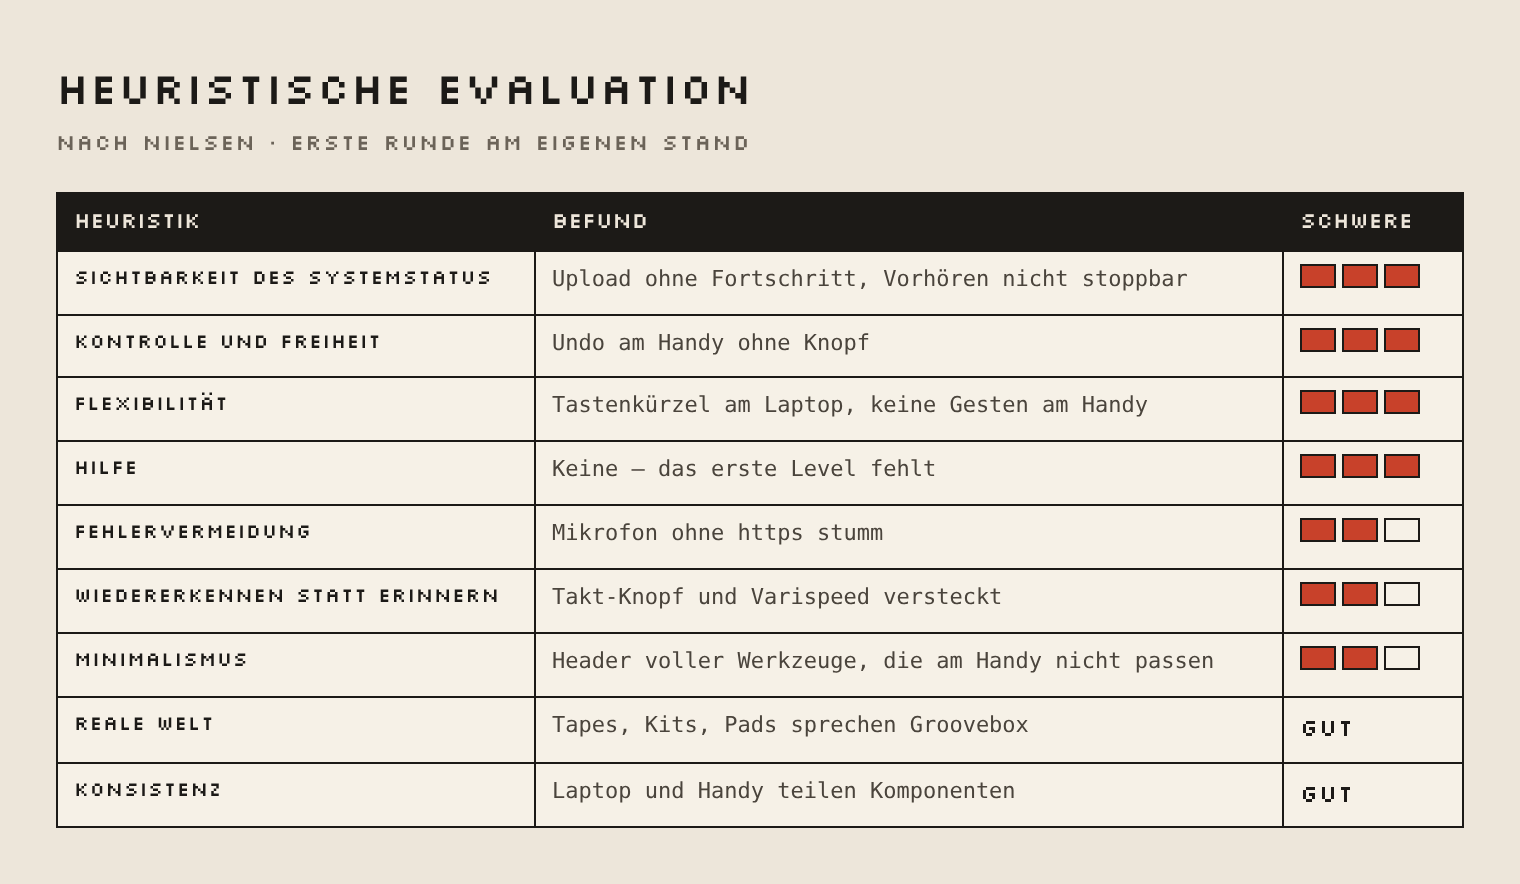 HEURISTISCHE EVALUATION
NACH NIELSEN · ERSTE RUNDE AM EIGENEN STAND
HEURISTIK BEFUND SCHWERE
SICHTBARKEIT DES SYSTEMSTATUS Upload ohne Fortschritt, Vorhören nicht stoppbar
KONTROLLE UND FREIHEIT Undo am Handy ohne Knopf
FLEXIBILITÄT Tastenkürzel am Laptop, keine Gesten am Handy
HILFE Keine – das erste Level fehlt
FEHLERVERMEIDUNG Mikrofon ohne https stumm
WIEDERERKENNEN STATT ERINNERN Takt-Knopf und Varispeed versteckt
MINIMALISMUS Header voller Werkzeuge, die am Handy nicht passen
REALE WELT Tapes, Kits, Pads sprechen Groovebox GUT
KONSISTENZ Laptop und Handy teilen Komponenten GUT